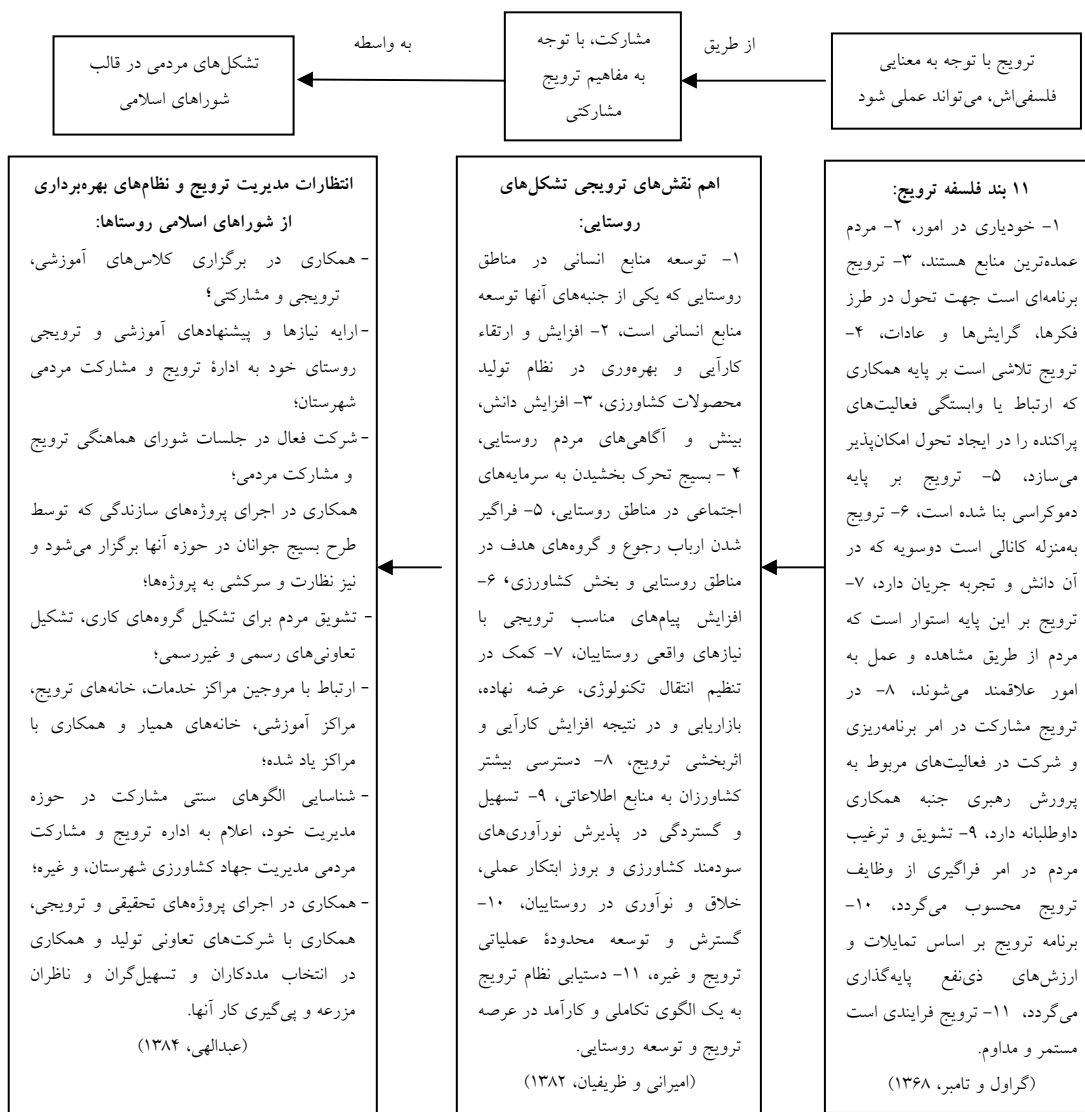 ترویج با توجه به معنایی
فلسفی‌اش، می‌تواند عملی شود
از طریق
مشارکت، با توجه
به مفاهیم ترویج
مشارکتی
به واسطه
تشکل‌های مردمی در قالب
شوراهای اسلامی
۱۱ بند فلسفه ترویج:
۱- خودیاری در امور، ۲- مردم
عمده‌ترین منابع هستند، ۳- ترویج
برنامه‌ای است جهت تحول در طرز
فکرها، گرایش‌ها و عادات، ۴-
ترویج تلاشی است بر پایه همکاری
که ارتباط یا وابستگی فعالیت‌های
پراکنده را در ایجاد تحول امکان‌پذیر
می‌سازد، ۵- ترویج بر پایه
دموکراسی بنا شده است، ۶- ترویج
به‌منزله کانالی است دوسویه که در
آن دانش و تجربه جریان دارد، ۷-
ترویج بر این پایه استوار است که
مردم از طریق مشاهده و عمل به
امور علاقمند می‌شوند، ۸- در
ترویج مشارکت در امر برنامه‌ریزی
و شرکت در فعالیت‌های مربوط به
پرورش رهبری جنبه همکاری
داوطلبانه دارد، ۹- تشویق و ترغیب
مردم در امر فراگیری از وظایف
ترویج محسوب می‌گردد، ۱۰-
برنامه ترویج بر اساس تمایلات و
ارزش‌های ذی‌نفع پایه‌گذاری
می‌گردد، ۱۱- ترویج فرایندی است
مستمر و مداوم.
(گراول و تامبر، ۱۳۶۸)
اهم نقش‌های ترویجی تشکل‌های
روستایی:
۱- توسعه منابع انسانی در مناطق
روستایی که یکی از جنبه‌های آنها توسعه
منابع انسانی است، ۲- افزایش و ارتقاء
کارآیی و بهره‌وری در نظام تولید
محصولات کشاورزی، ۳- افزایش دانش،
بینش و آگاهی‌های مردم روستایی،
۴ - بسیج تحرک بخشیدن به سرمایه‌های
اجتماعی در مناطق روستایی، ۵- فراگیر
شدن ارباب رجوع و گروه‌های هدف در
مناطق روستایی و بخش کشاورزی، ۶-
افزایش پیام‌های مناسب ترویجی با
نیازهای واقعی روستاییان، ۷- کمک در
تنظیم انتقال تکنولوژی، عرضه نهاده،
بازاریابی و در نتیجه افزایش کارآیی و
اثربخشی ترویج، ۸- دسترسی بیشتر
کشاورزان به منابع اطلاعاتی، ۹- تسهیل
و گستردگی در پذیرش نورآوری‌های
سودمند کشاورزی و بروز ابتکار عملی،
خلاق و نوآوری در روستاییان، ۱۰-
گسترش و توسعه محدودۀ عملیاتی
ترویج و غیره، ۱۱- دستیابی نظام ترویج
به یک الگوی تکاملی و کارآمد در عرصه
ترویج و توسعه روستایی.
(امیرانی و ظریفیان، ۱۳۸۲)
انتظارات مدیریت ترویج و نظام‌های بهره‌برداری
از شوراهای اسلامی روستاها:
- همکاری در برگزاری کلاس‌های آموزشی،
ترویجی و مشارکتی؛
- ارایه نیازها و پیشنهادهای آموزشی و ترویجی
روستای خود به ادارۀ ترویج و مشارکت مردمی
شهرستان؛
- شرکت فعال در جلسات شورای هماهنگی ترویج
و مشارکت مردمی؛
همکاری در اجرای پروژه‌های سازندگی که توسط
طرح بسیج جوانان در حوزه آنها برگزار می‌شود و
نیز نظارت و سرکشی به پروژه‌ها؛
- تشویق مردم برای تشکیل گروه‌های کاری، تشکیل
تعاونی‌های رسمی و غیررسمی؛
- ارتباط با مروجین مراکز خدمات، خانه‌های ترویج،
مراکز آموزشی، خانه‌های همیار و همکاری با
مراکز یاد شده؛
- شناسایی الگوهای سنتی مشارکت در حوزه
مدیریت خود، اعلام به اداره ترویج و مشارکت
مردمی مدیریت جهاد کشاورزی شهرستان، و غیره؛
- همکاری در اجرای پروژه‌های تحقیقی و ترویجی،
همکاری با شرکت‌های تعاونی تولید و همکاری
در انتخاب مددکاران و تسهیل‌گران و ناظران
مزرعه و پی‌گیری کار آنها.
(عبدالهی، ۱۳۸۴)